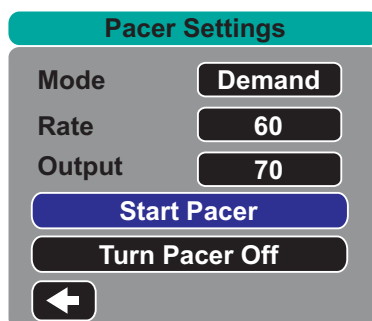 Pacer Settings
Mode Demand
Rate 60
Output 70
Start Pacer
Turn Pacer Off